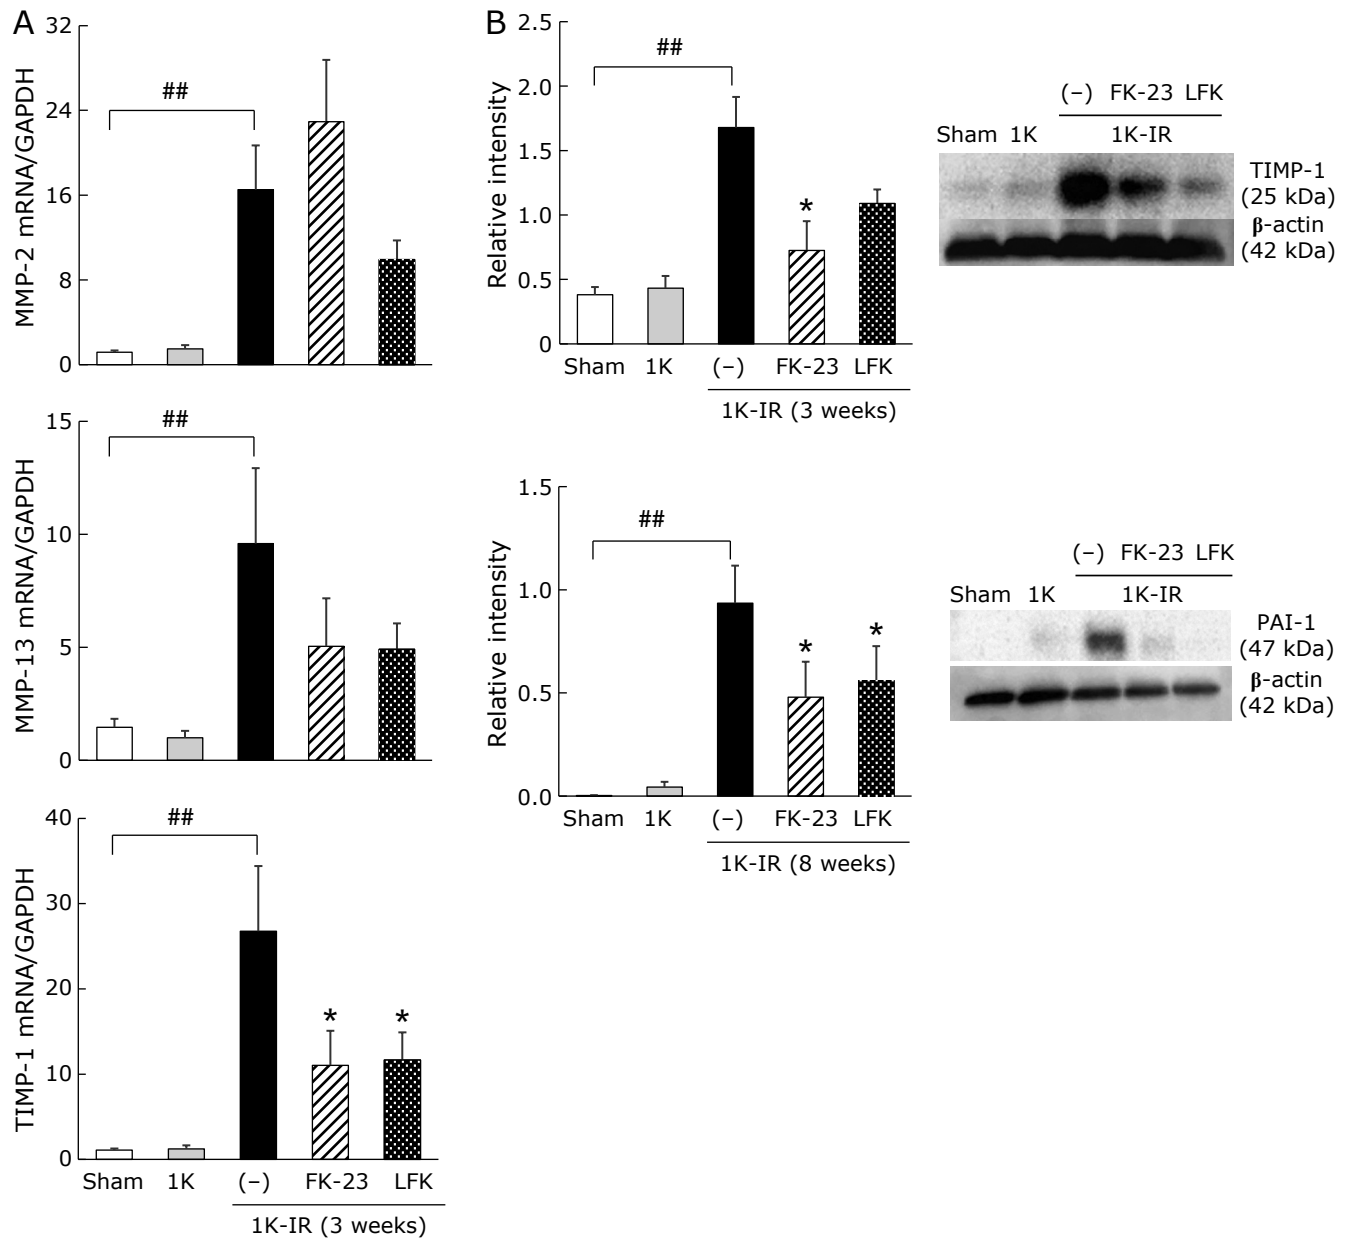 A
MMP-2 mRNA/GAPDH
32
24
16
8
0
##
MMP-13 mRNA/GAPDH
15
10
5
0
##
TIMP-1 mRNA/GAPDH
40
30
20
10
0
##
*
*
Sham 1K (–) FK-23 LFK
1K-IR (3 weeks)
B
Relative intensity
2.5
2.0
1.5
1.0
0.5
0
##
*
Sham 1K (–) FK-23 LFK
1K-IR (3 weeks)
(–) FK-23 LFK
Sham 1K 1K-IR
TIMP-1
(25 kDa)
β-actin
(42 kDa)
Relative intensity
1.5
1.0
0.5
0.0
##
*
*
Sham 1K (–) FK-23 LFK
1K-IR (8 weeks)
(–) FK-23 LFK
Sham 1K 1K-IR
PAI-1
(47 kDa)
β-actin
(42 kDa)